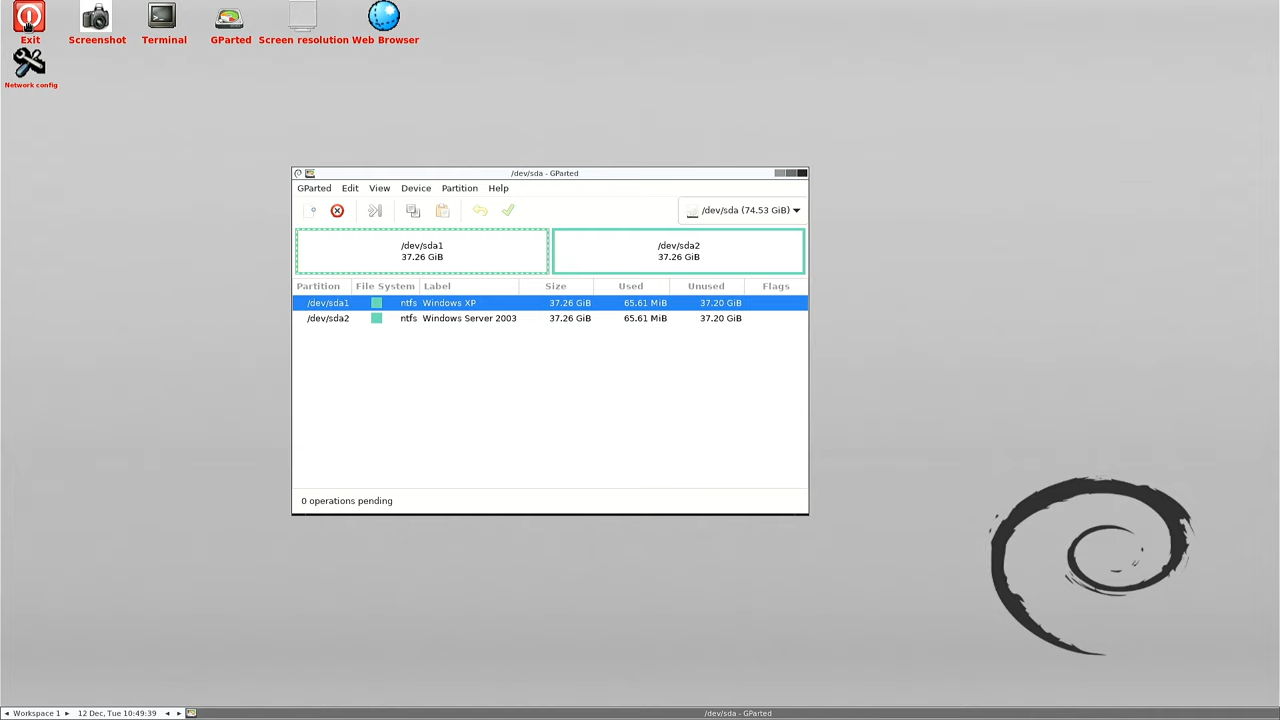 Exit
Screenshot
Terminal
GParted
Screen resolution
Web Browser
Network config
/dev/sda - GParted
GParted Edit View Device Partition Help
/dev/sda (74.53 GiB)
/dev/sda1
37.26 GiB
/dev/sda2
37.26 GiB
Partition File System Label Size Used Unused Flags
/dev/sda1 ntfs Windows XP 37.26 GiB 65.61 MiB 37.20 GiB
/dev/sda2 ntfs Windows Server 2003 37.26 GiB 65.61 MiB 37.20 GiB
0 operations pending
Workspace 1 12 Dec, Tue 10:49:39 /dev/sda - GParted